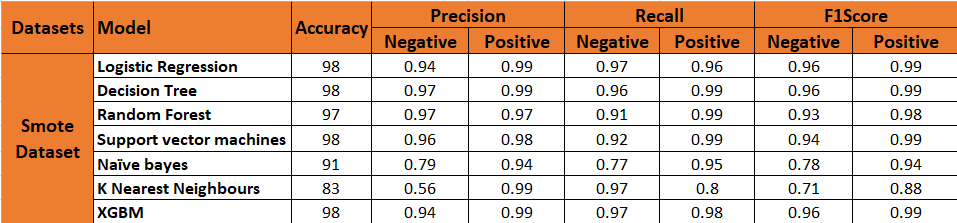 Datasets Model Accuracy Precision Recall F1Score
Negative Positive Negative Positive Negative Positive
Smote Dataset
Logistic Regression 98 0.94 0.99 0.97 0.96 0.96 0.99
Decision Tree 98 0.97 0.99 0.96 0.99 0.96 0.99
Random Forest 97 0.97 0.97 0.91 0.99 0.93 0.98
Support vector machines 98 0.96 0.98 0.92 0.99 0.94 0.99
Naïve bayes 91 0.79 0.94 0.77 0.95 0.78 0.94
K Nearest Neighbours 83 0.56 0.99 0.97 0.8 0.71 0.88
XGBM 98 0.94 0.99 0.97 0.98 0.96 0.99